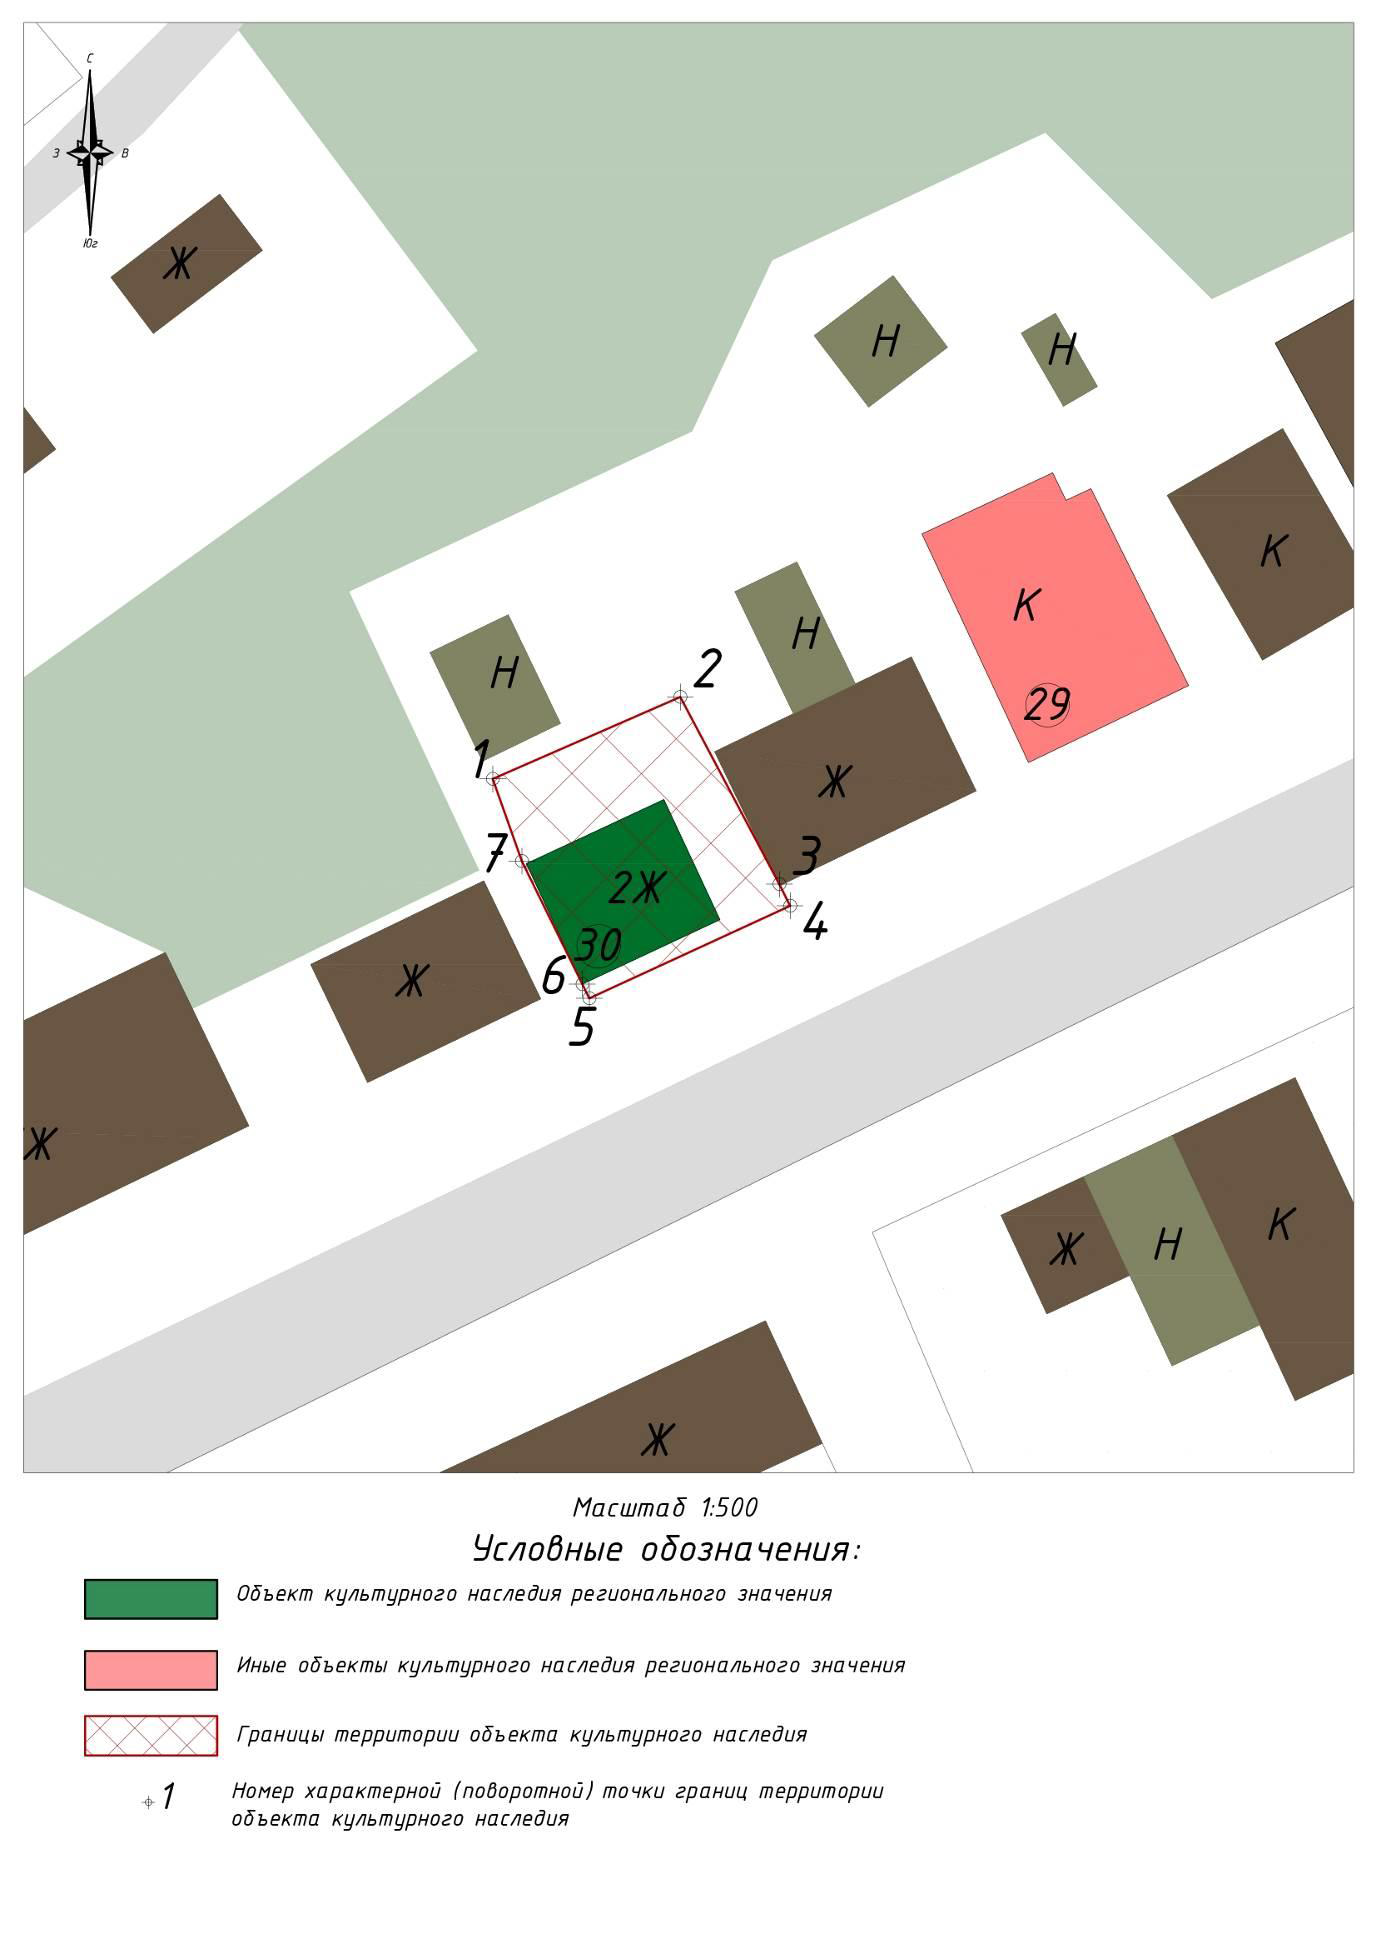 С
З
В
Юг
Ж
Н
Н
К
К
Н
Н
2
1
Ж
29
3
7
2Ж
4
30
6
Ж
5
Ж
К
Ж
Н
Ж
Масштаб 1:500
Условные обозначения:
Объект культурного наследия регионального значения
Иные объекты культурного наследия регионального значения
Границы территории объекта культурного наследия
1
Номер характерной (поворотной) точки границ территории
объекта культурного наследия